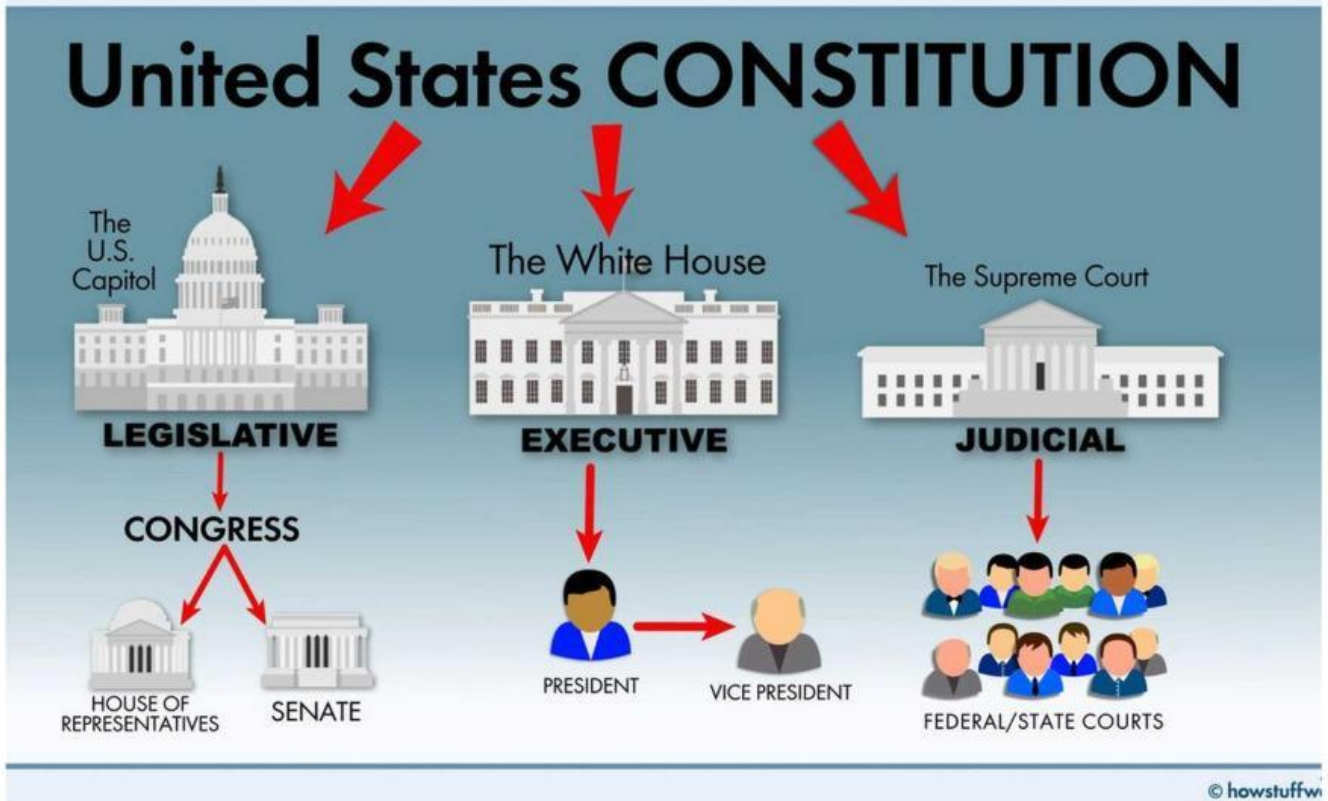 United States CONSTITUTION
The
U.S.
Capitol
The White House
The Supreme Court
LEGISLATIVE
EXECUTIVE
JUDICIAL
CONGRESS
PRESIDENT
VICE PRESIDENT
HOUSE OF
REPRESENTATIVES
SENATE
FEDERAL/STATE COURTS
©